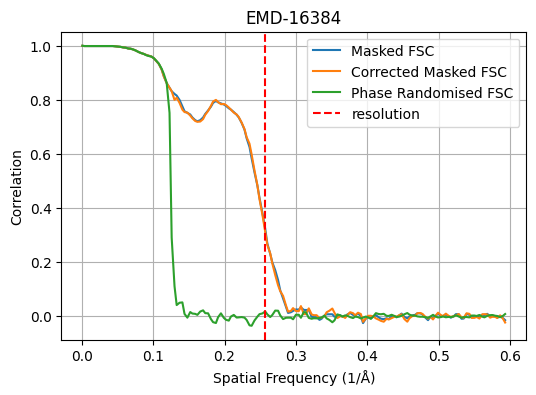 EMD-16384
Masked FSC
Corrected Masked FSC
Phase Randomised FSC
resolution
Correlation
1.0
0.8
0.6
0.4
0.2
0.0
0.0 0.1 0.2 0.3 0.4 0.5 0.6
Spatial Frequency (1/Å)